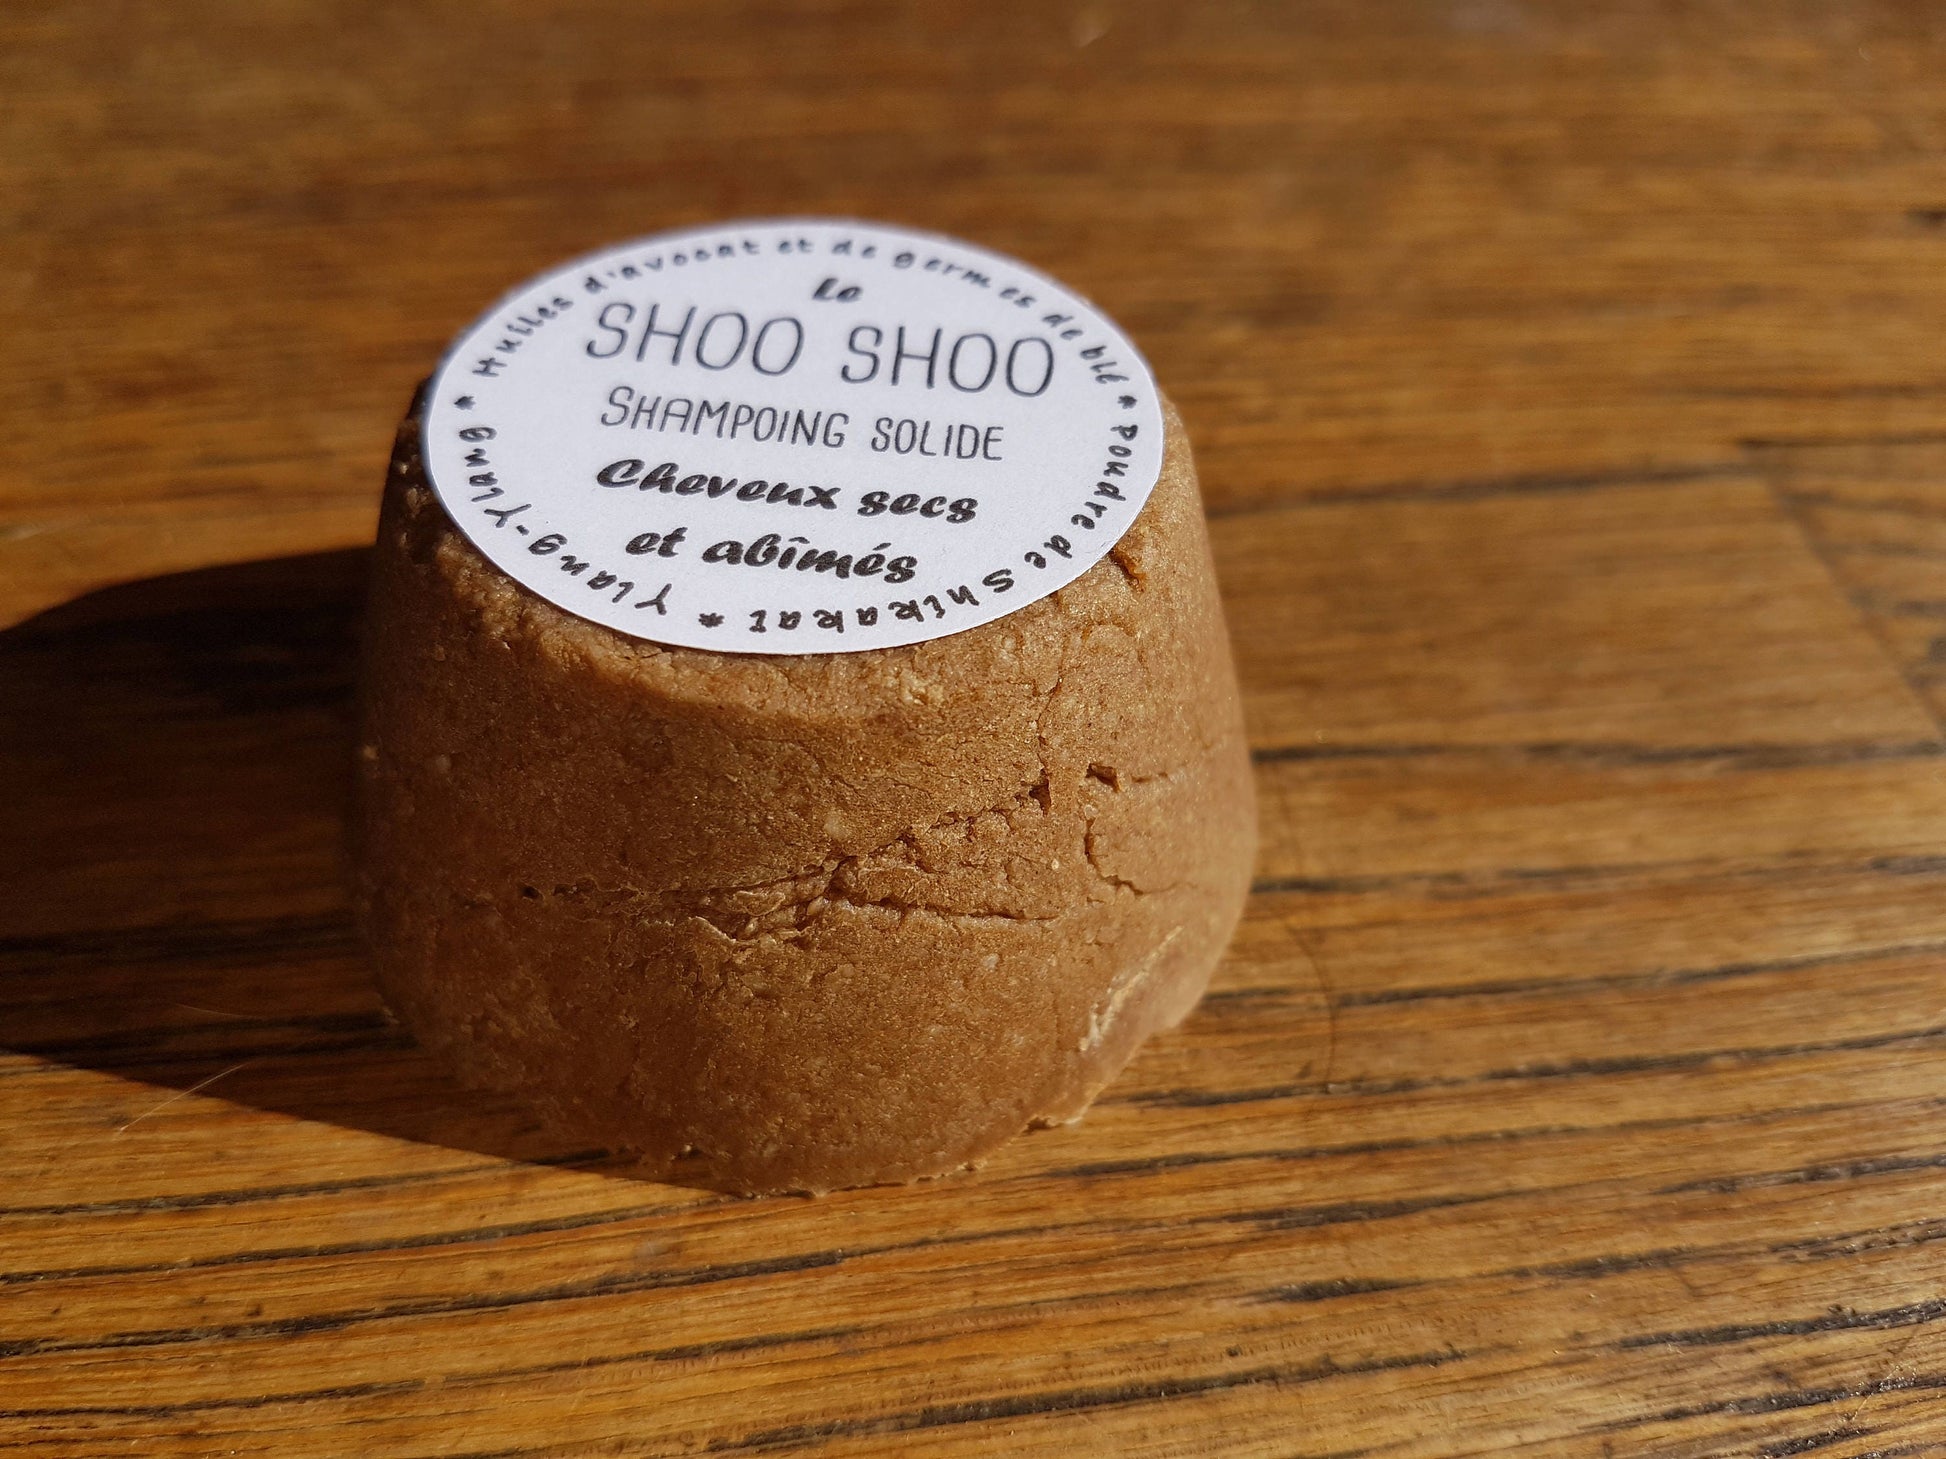 Le
SHOO SHOO
SHAMPOING SOLIDE
Cheveux secs
et abîmés
Huiles d'avocat et de germes de blé * Poudre de Shikakaï * Ylang-Ylang *